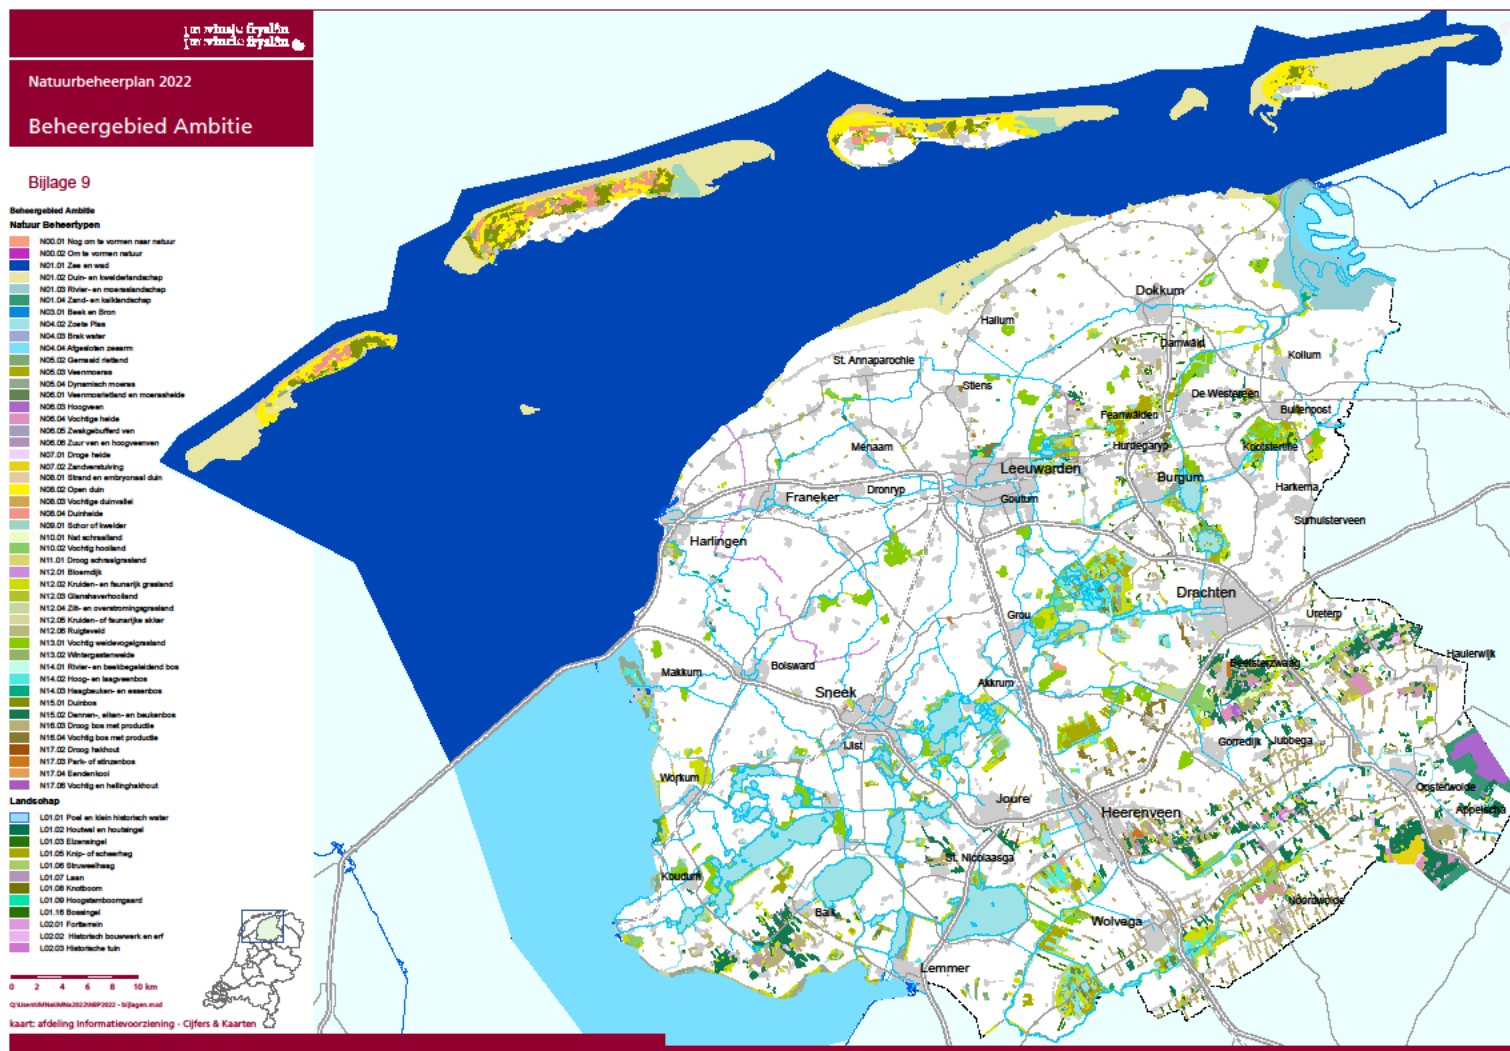 provinsje fryslân
provincie fryslân
Natuurbeheerplan 2022
Beheergebied Ambitie
Bijlage 9
Beheergebied Ambitie
Natuur Beheertypen
N00.01 Nog om te vormen naar natuur
N00.02 Om te vormen natuur
N01.01 Zee en wad
N01.02 Duin- en kwelderlandschap
N01.03 Rivier- en moeraslandschap
N01.04 Zand- en kalklandschap
N03.01 Beek en Bron
N04.02 Zoete Plas
N04.03 Brak water
N04.04 Afgesloten zeearm
N05.02 Gemaaid rietland
N05.03 Veenmoeras
N05.04 Dynamisch moeras
N06.01 Veenmosrietland en moerasheide
N06.03 Hoogveen
N06.04 Vochtige heide
N06.05 Zwakgebufferd ven
N06.06 Zuur ven en hoogveenven
N07.01 Droge heide
N07.02 Zandverstuiving
N08.01 Strand en embryonaal duin
N08.02 Open duin
N08.03 Vochtige duinvallei
N08.04 Duinheide
N09.01 Schor of kwelder
N10.01 Nat schraalland
N10.02 Vochtig hooiland
N11.01 Droog schraalgrasland
N12.01 Bloemdijk
N12.02 Kruiden- en faunarijk grasland
N12.03 Glanshaverhooiland
N12.04 Zilt- en overstromingsgrasland
N12.05 Kruiden- of faunarijke akker
N12.06 Ruigteveld
N13.01 Vochtig weidevogelgrasland
N13.02 Wintergastenweide
N14.01 Rivier- en beekbegeleidend bos
N14.02 Hoog- en laagveenbos
N14.03 Haagbeuken- en essenbos
N15.01 Duinbos
N15.02 Dennen-, eiken- en beukenbos
N16.03 Droog bos met productie
N16.04 Vochtig bos met productie
N17.02 Droog hakhout
N17.03 Park- of stinzenbos
N17.04 Eendenkooi
N17.06 Vochtig en hellinghakhout
Landschap
L01.01 Poel en klein historisch water
L01.02 Houtwal en houtsingel
L01.03 Elzensingel
L01.05 Knip- of scheerheg
L01.06 Struweelhaag
L01.07 Laan
L01.08 Knotboom
L01.09 Hoogstamboomgaard
L01.16 Bossingel
L02.01 Fortterrein
L02.02 Historisch bouwwerk en erf
L02.03 Historische tuin
0 2 4 6 8 10 km
kaart: afdeling Informatievoorziening - Cijfers & Kaarten
Dokkum
Hallum
Damwâld
Kollum
St. Annaparochie
Stiens
De Westereen
Buitenpost
Feanwâlden
Menaam
Hurdegaryp
Kootstertille
Leeuwarden
Burgum
Dronryp
Harkema
Franeker
Goutum
Surhuisterveen
Harlingen
Drachten
Grou
Ureterp
Haulerwijk
Makkum
Bolsward
Beetsterzwaag
Akkrum
Sneek
IJlst
Gorredijk
Jubbega
Workum
Oosterwolde
Joure
Heerenveen
Appelscha
St. Nicolaasga
Koudum
Noordwolde
Balk
Wolvega
Lemmer